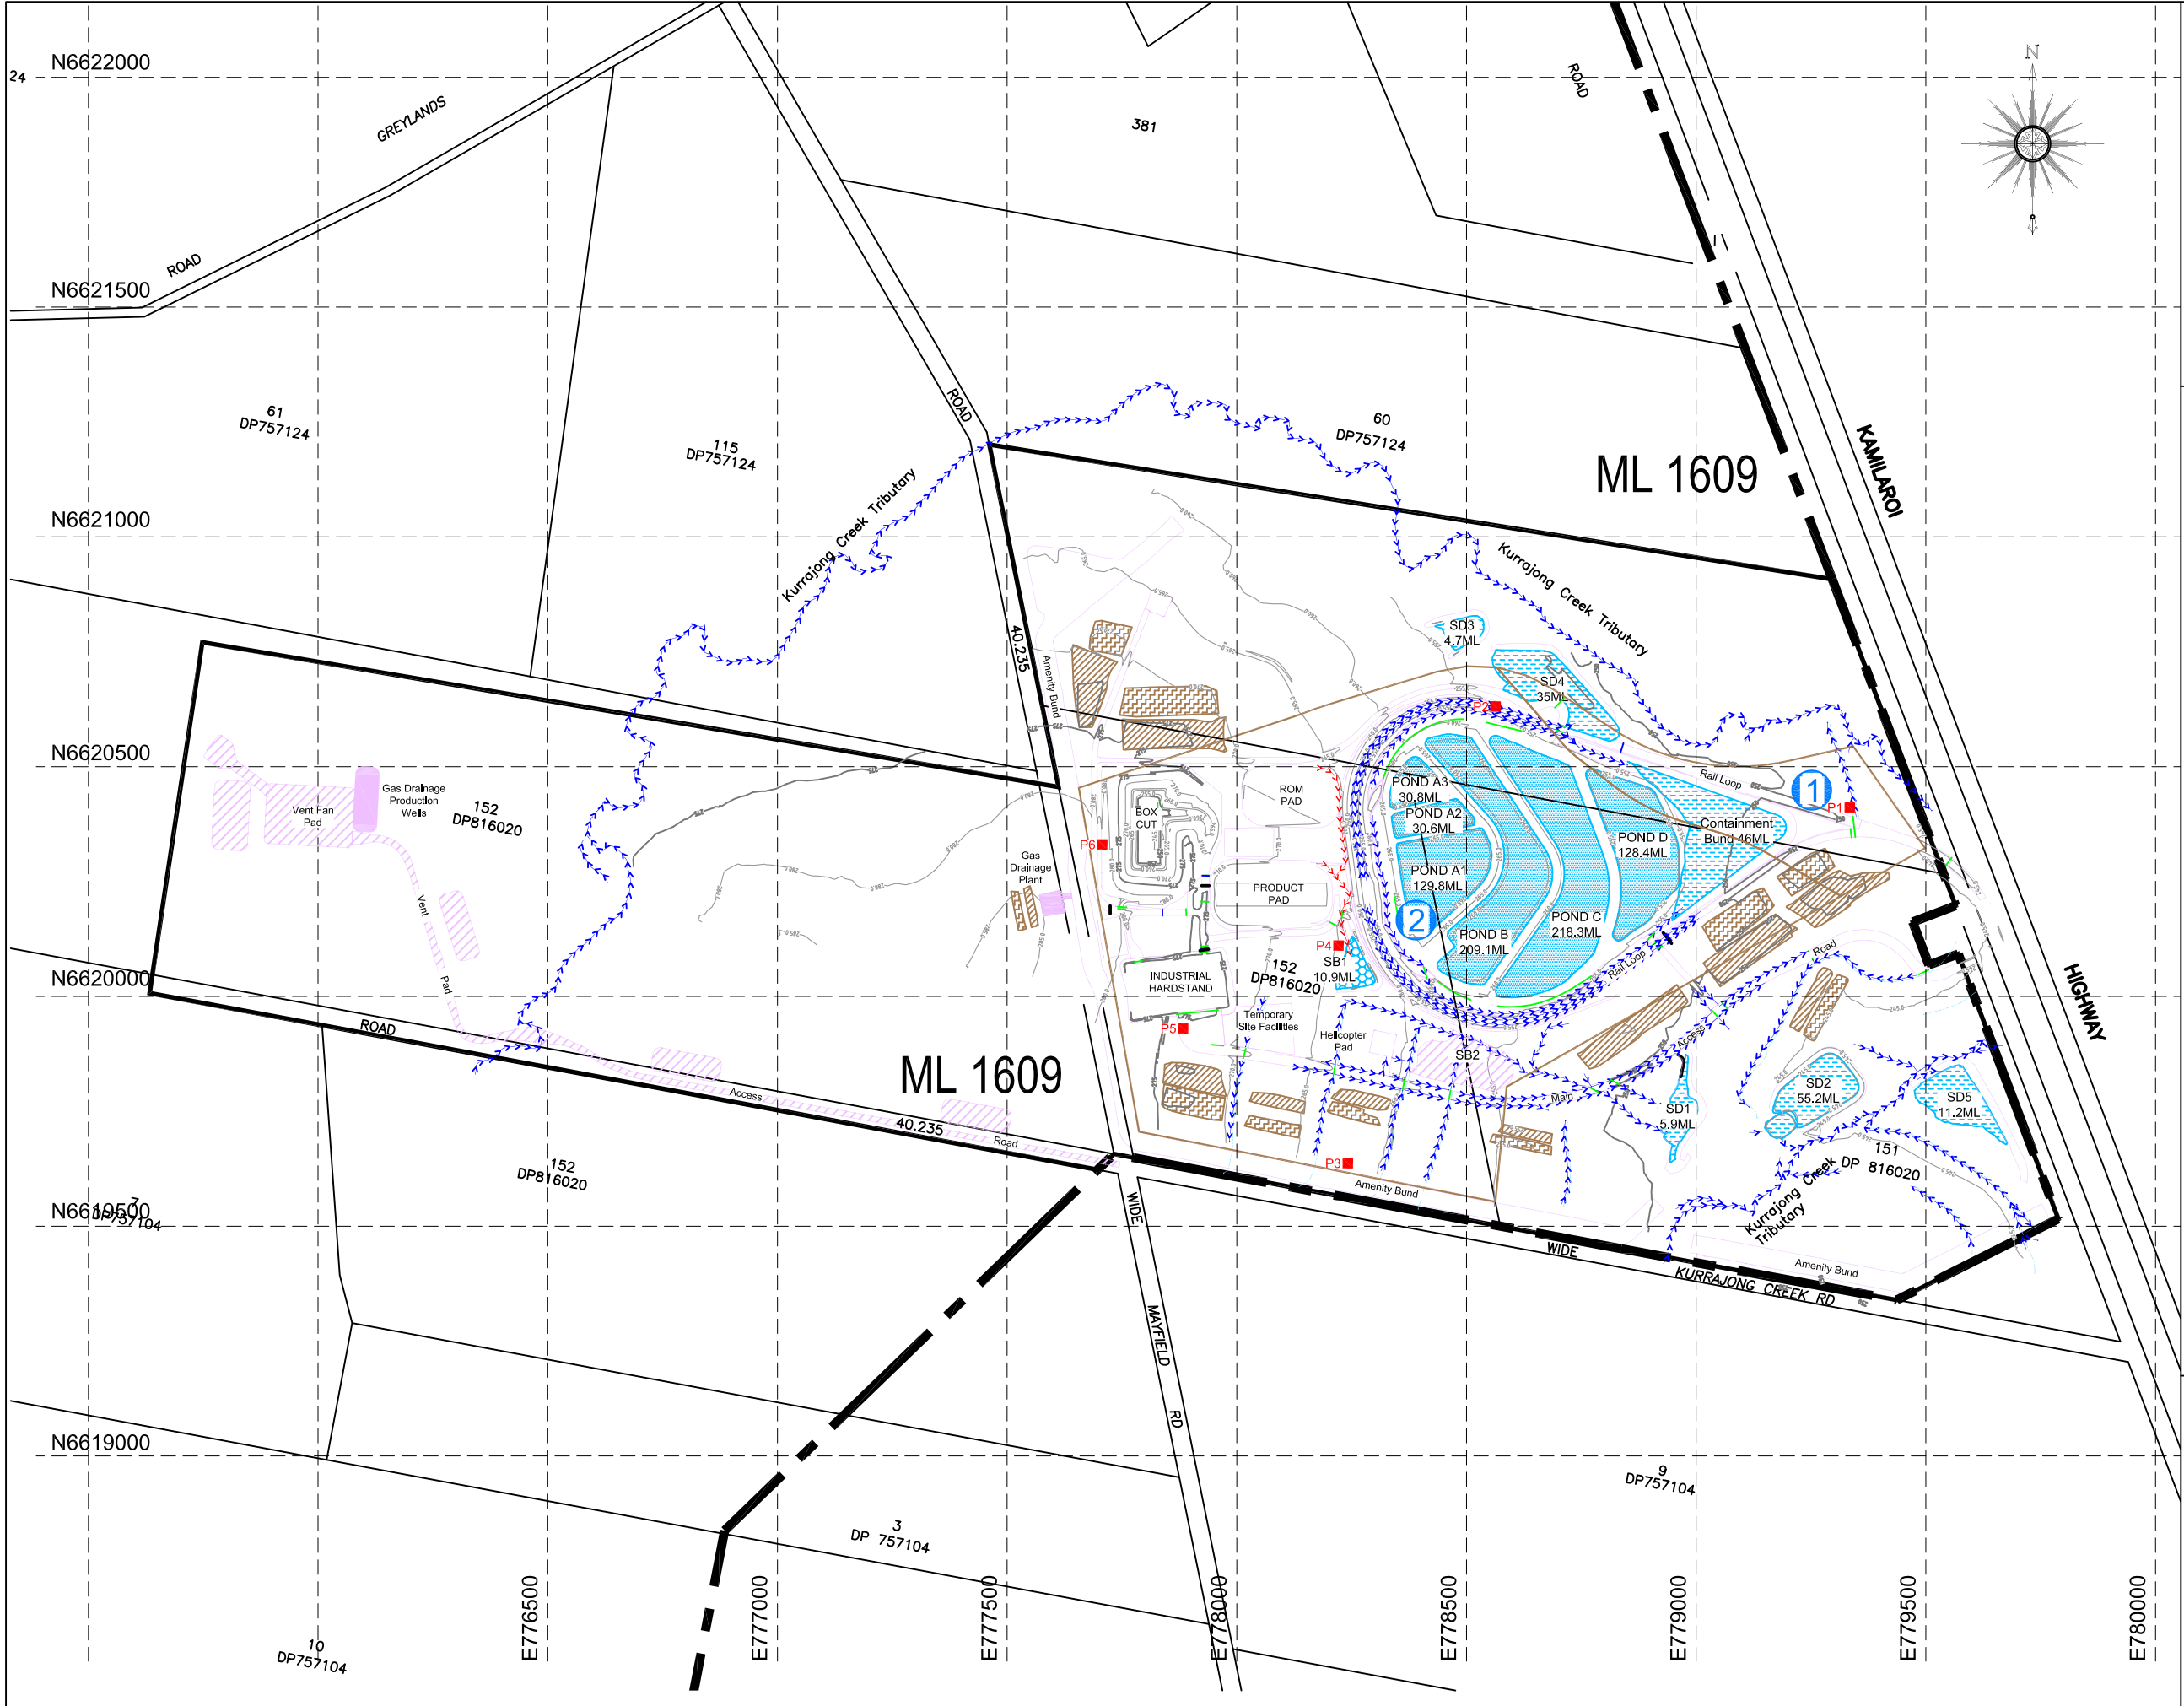 N
N6622000
24
ROAD
GREYLANDS
381
ROAD
N6621500
ROAD
61
DP757124
115
DP757124
60
DP757124
KAMILAROI
ML 1609
N6621000
Kurrajong Creek Tributary
Kurrajong Creek Tributary
40.235
Amenity Bund
SD3
4.7ML
SD4
35ML
P2
N6620500
Rail Loop
1
P1
Vent Fan
Pad
Gas Drainage
Production
Wells
152
DP816020
BOX
CUT
ROM
PAD
POND A3
30.8ML
POND A2
30.6ML
POND D
128.4ML
Containment
Bund 46ML
P6
Gas
Drainage
Plant
POND A1
129.8ML
PRODUCT
PAD
2
POND C
218.3ML
POND B
209.1ML
Vent
Pad
P4
SB1
10.9ML
152
DP816020
Rail Loop
Road
INDUSTRIAL
HARDSTAND
N6620000
HIGHWAY
ROAD
P5
Temporary
Site Facilities
Helicopter
Pad
SB2
Access
Main
ML 1609
SD2
55.2ML
SD5
11.2ML
SD1
5.9ML
Access
Road
40.235
P3
Amenity Bund
151
DP 816020
Kurrajong Creek
Tributary
152
DP816020
7
DP757104
N6619500
WIDE
WIDE
Amenity Bund
KURRAJONG CREEK RD
MAYFIELD
RD
N6619000
9
DP757104
3
DP 757104
10
DP757104
E776500
E777000
E777500
E778000
E778500
E779000
E779500
E780000